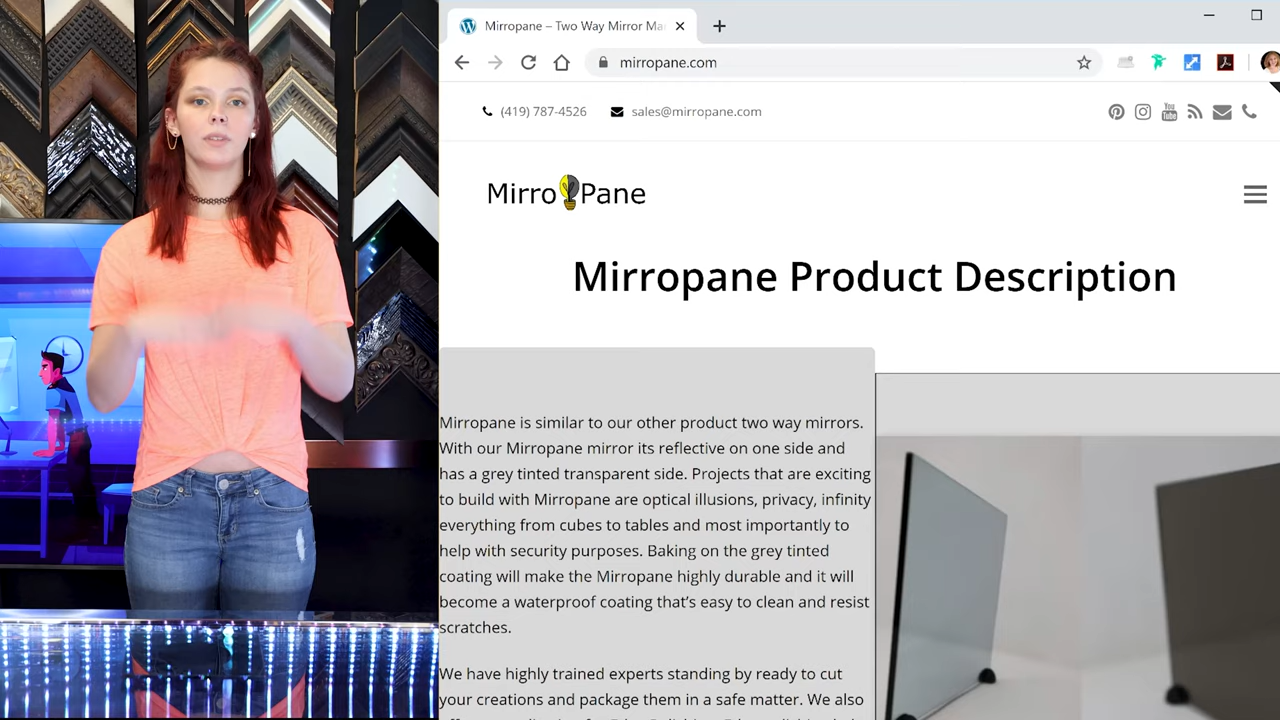 Mirropane – Two Way Mirror Ma
mirropane.com
(419) 787-4526
sales@mirropane.com
You Tube
Mirro Pane
Mirropane Product Description
Mirropane is similar to our other product two way mirrors.
With our Mirropane mirror its reflective on one side and
has a grey tinted transparent side. Projects that are exciting
to build with Mirropane are optical illusions, privacy, infinity
everything from cubes to tables and most importantly to
help with security purposes. Baking on the grey tinted
coating will make the Mirropane highly durable and it will
become a waterproof coating that's easy to clean and resist
scratches.
We have highly trained experts standing by ready to cut
your creations and package them in a safe matter. We also